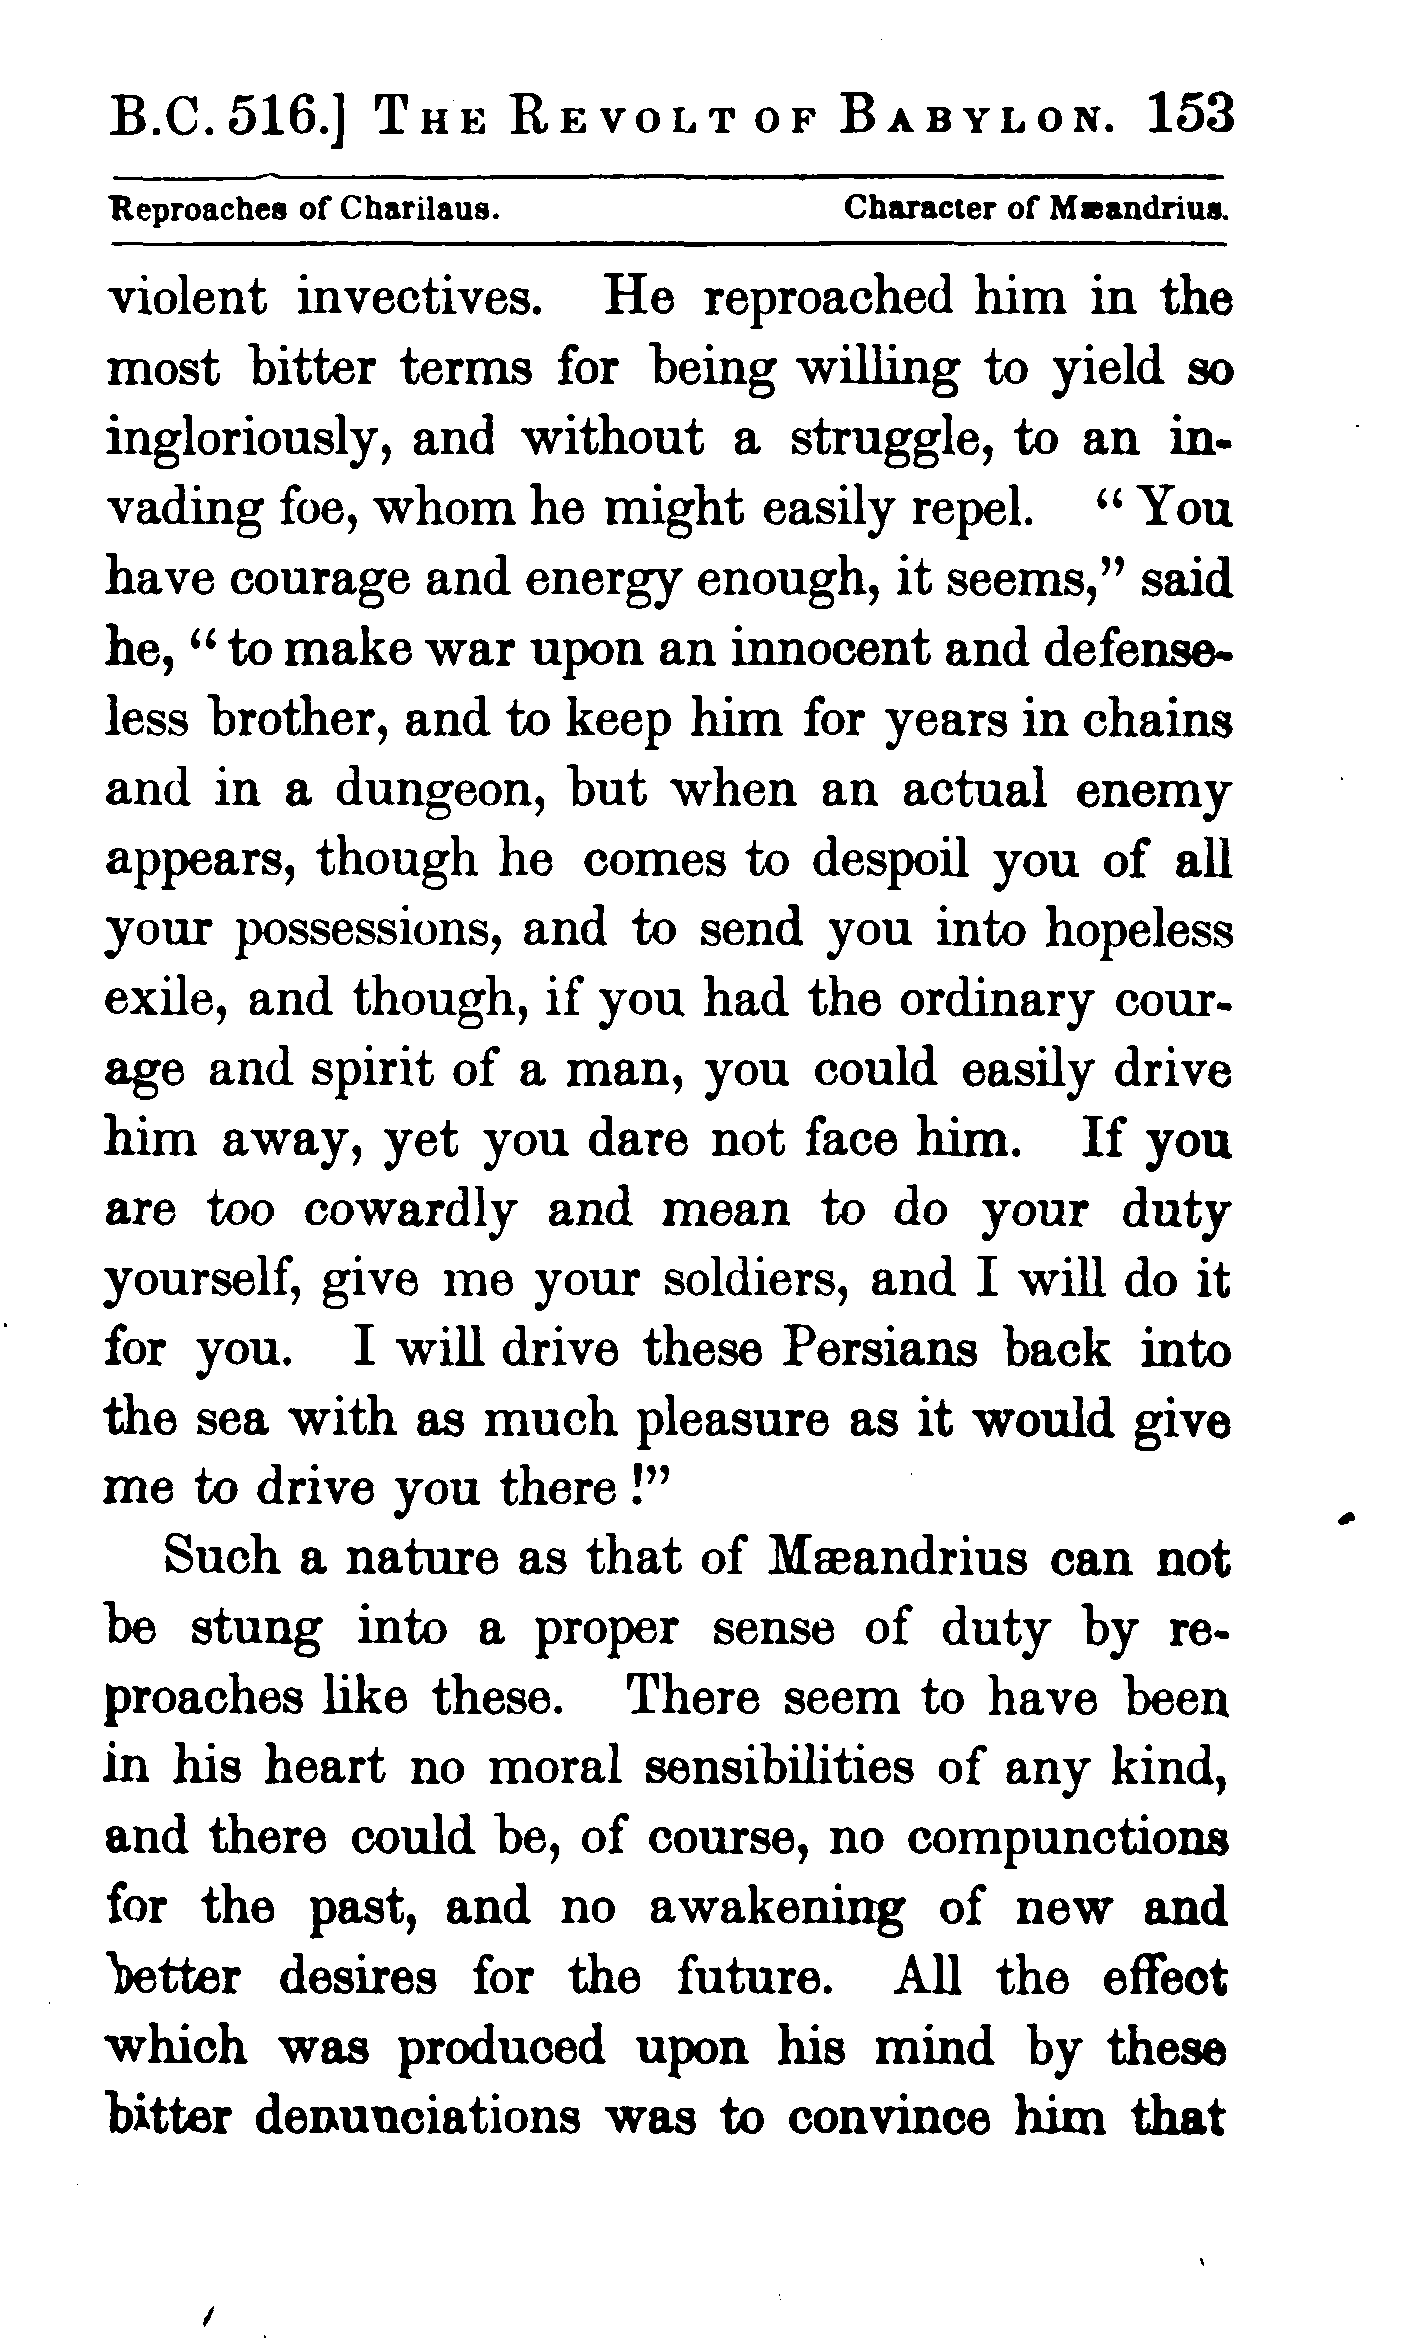 B.C. 516.] THE REVOLT OF BABYLON. 153
Reproaches of Charilaus. Character of Mæandrius.
violent invectives. He reproached him in the
most bitter terms for being willing to yield so
ingloriously, and without a struggle, to an in-
vading foe, whom he might easily repel. “ You
have courage and energy enough, it seems,” said
he, “ to make war upon an innocent and defense-
less brother, and to keep him for years in chains
and in a dungeon, but when an actual enemy
appears, though he comes to despoil you of all
your possessions, and to send you into hopeless
exile, and though, if you had the ordinary cour-
age and spirit of a man, you could easily drive
him away, yet you dare not face him. If you
are too cowardly and mean to do your duty
yourself, give me your soldiers, and I will do it
for you. I will drive these Persians back into
the sea with as much pleasure as it would give
me to drive you there !”
Such a nature as that of Mæandrius can not
be stung into a proper sense of duty by re-
proaches like these. There seem to have been
in his heart no moral sensibilities of any kind,
and there could be, of course, no compunctions
for the past, and no awakening of new and
better desires for the future. All the effect
which was produced upon his mind by these
bitter denunciations was to convince him that